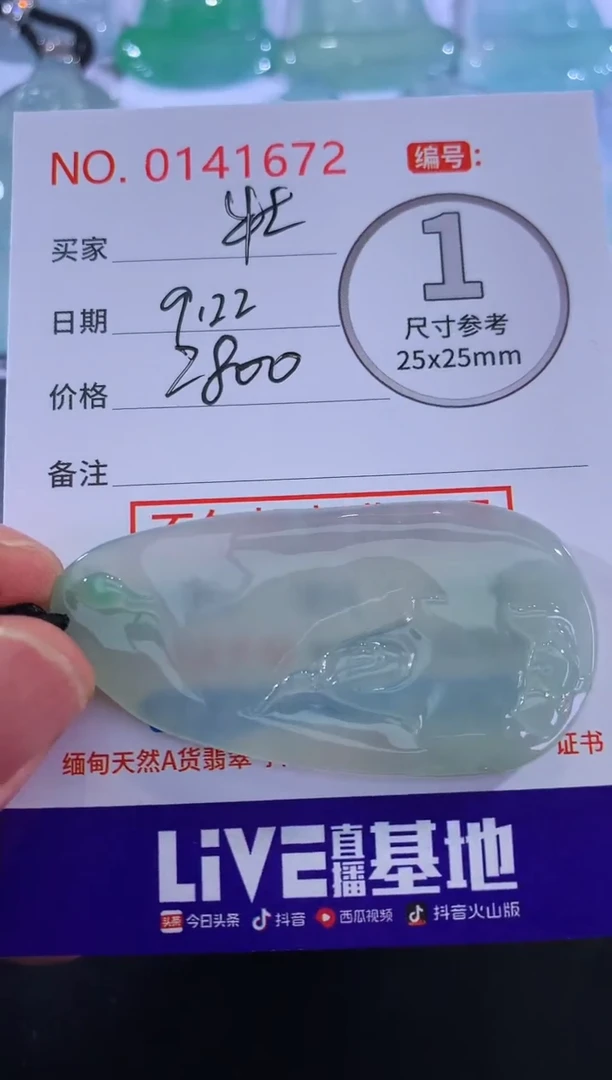 NO. 0141672 编号：
买家
1
日期 9.22
尺寸参考
25x25mm
价格 2800
备注
缅甸天然A货翡翠
证书
LiVE直播基地
头条 今日头条 抖音 西瓜视频 抖音火山版